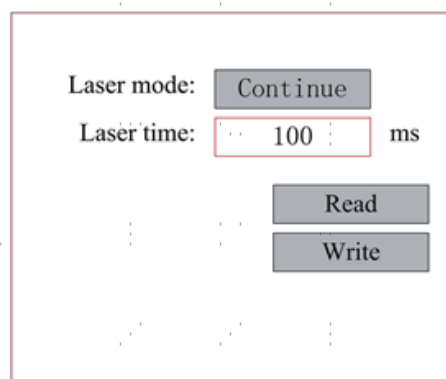 Laser mode: Continue
Laser time: 100 ms
Read
Write